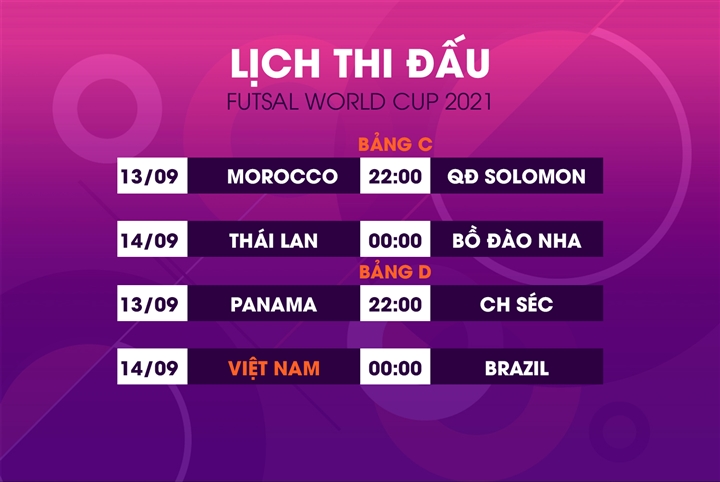 LỊCH THI ĐẤU
FUTSAL WORLD CUP 2021
BẢNG C
13/09 MOROCCO 22:00 QĐ SOLOMON
14/09 THÁI LAN 00:00 BỒ ĐÀO NHA
BẢNG D
13/09 PANAMA 22:00 CH SÉC
14/09 VIỆT NAM 00:00 BRAZIL